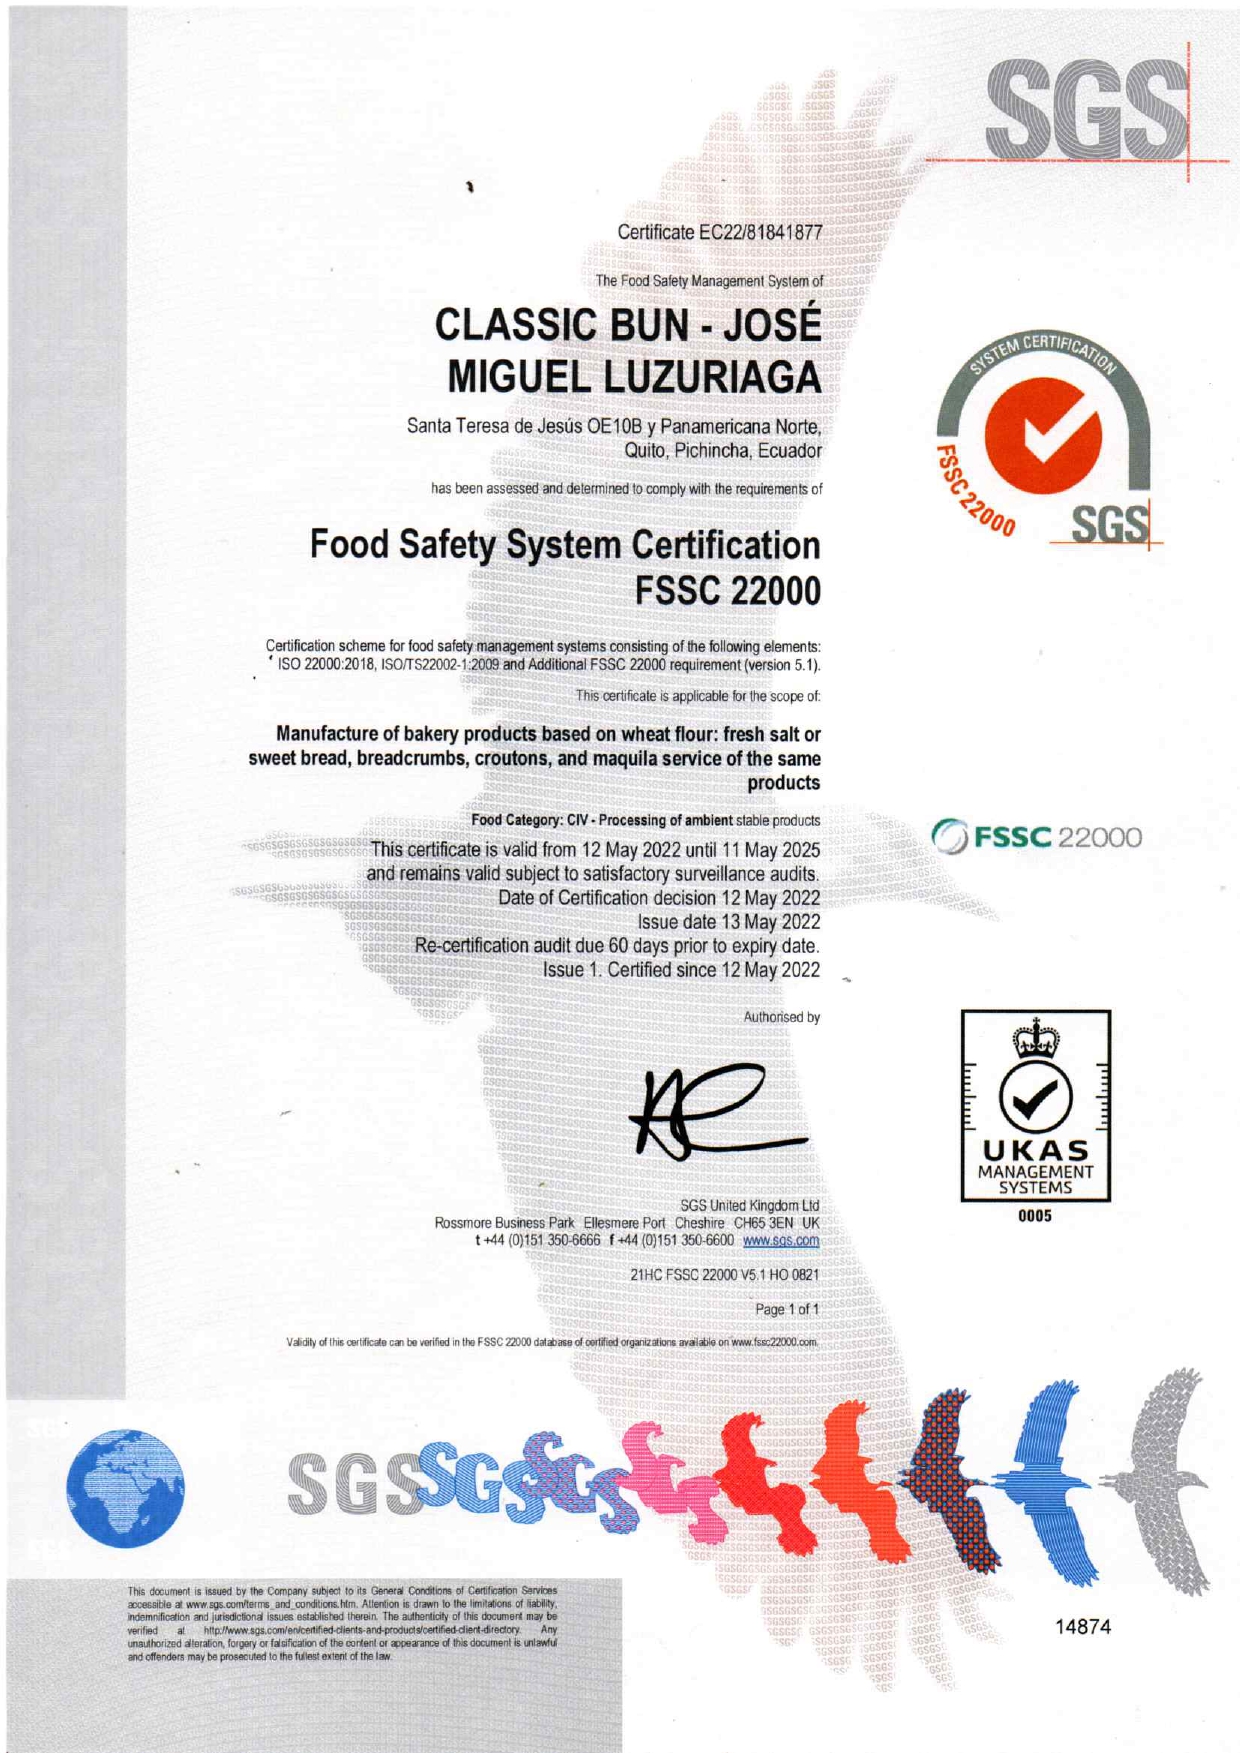 SGS
Certificate EC22/81841877
The Food Safety Management System of
CLASSIC BUN - JOSÉ
MIGUEL LUZURIAGA
Santa Teresa de Jesús OE10B y Panamericana Norte,
Quito, Pichincha, Ecuador
has been assessed and determined to comply with the requirements of
Food Safety System Certification
FSSC 22000
Certification scheme for food safety management systems consisting of the following elements:
ISO 22000:2018, ISO/TS22002-1:2009 and Additional FSSC 22000 requirement (version 5.1).
This certificate is applicable for the scope of:
Manufacture of bakery products based on wheat flour: fresh salt or
sweet bread, breadcrumbs, croutons, and maquila service of the same
products
Food Category: CIV - Processing of ambient stable products
This certificate is valid from 12 May 2022 until 11 May 2025
and remains valid subject to satisfactory surveillance audits.
Date of Certification decision 12 May 2022
Issue date 13 May 2022
Re-certification audit due 60 days prior to expiry date.
Issue 1. Certified since 12 May 2022
Authorised by
SGS United Kingdom Ltd
Rossmore Business Park Ellesmere Port Cheshire CH65 3EN UK
t +44 (0)151 350-6666 f +44 (0)151 350-6600 www.sgs.com
21HC FSSC 22000 V5.1 HO 0821
Page 1 of 1
Validity of this certificate can be verified in the FSSC 22000 database of certified organizations available on www.fssc22000.com.
SYSTEM CERTIFICATION
FSSC 22000
SGS
FSSC 22000
UKAS
MANAGEMENT
SYSTEMS
0005
SGSSGSSGS
This document is issued by the Company subject to its General Conditions of Certification Services
accessible at www.sgs.com/terms_and_conditions.htm. Attention is drawn to the limitations of liability,
indemnification and jurisdictional issues established therein. The authenticity of this document may be
verified at http://www.sgs.com/en/certified-clients-and-products/certified-client-directory. Any
unauthorized alteration, forgery or falsification of the content or appearance of this document is unlawful
and offenders may be prosecuted to the fullest extent of the law.
14874